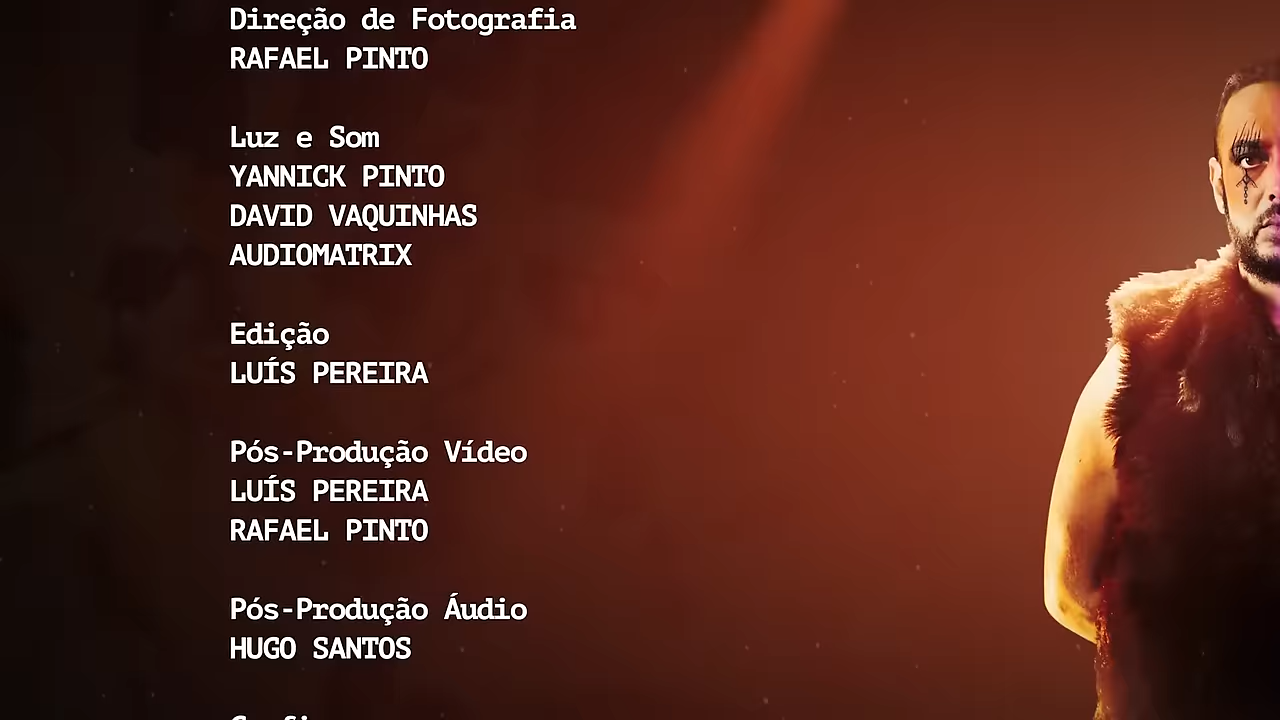 Direção de Fotografia
RAFAEL PINTO
Luz e Som
YANNICK PINTO
DAVID VAQUINHAS
AUDIOMATRIX
Edição
LUÍS PEREIRA
Pós-Produção Vídeo
LUÍS PEREIRA
RAFAEL PINTO
Pós-Produção Áudio
HUGO SANTOS